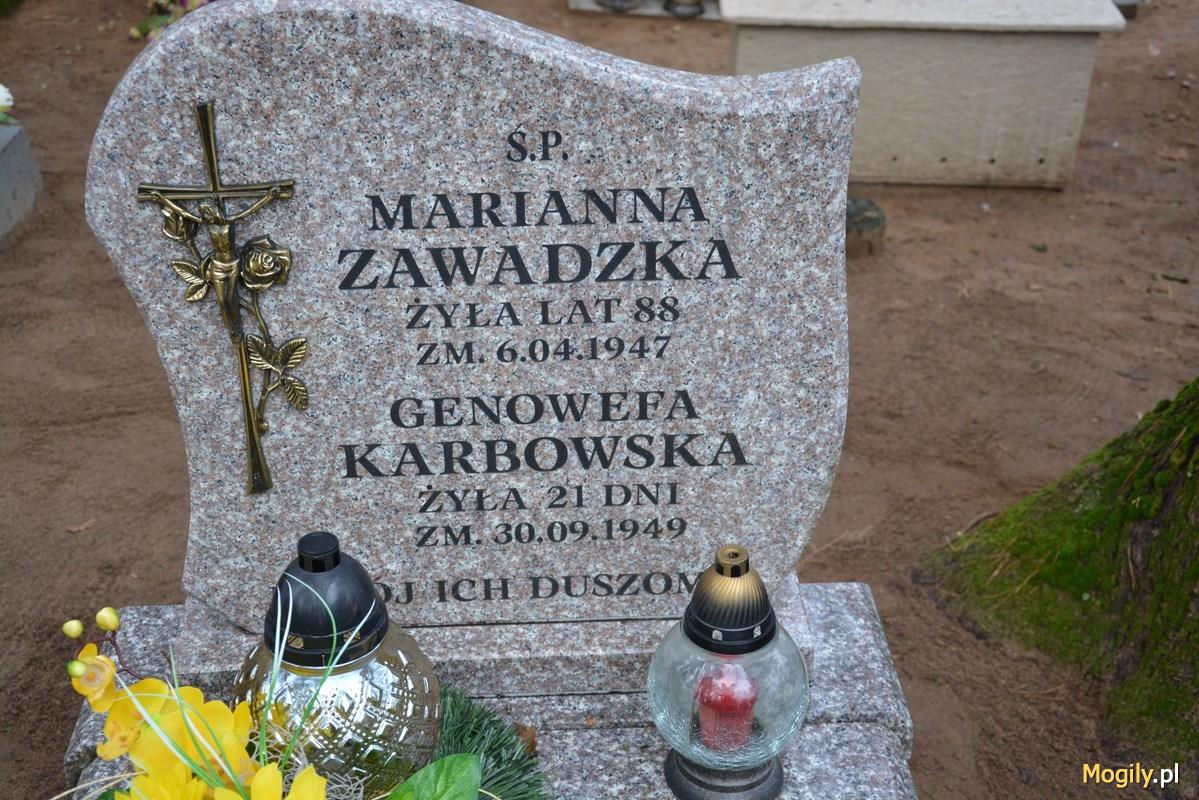 Ś.P.
MARIANNA
ZAWADZKA
ŻYŁA LAT 88
ZM. 6.04.1947
GENOWEFA
KARBOWSKA
ŻYŁA 21 DNI
ZM. 30.09.1949
ICH DUSZOM
Mogily.pl